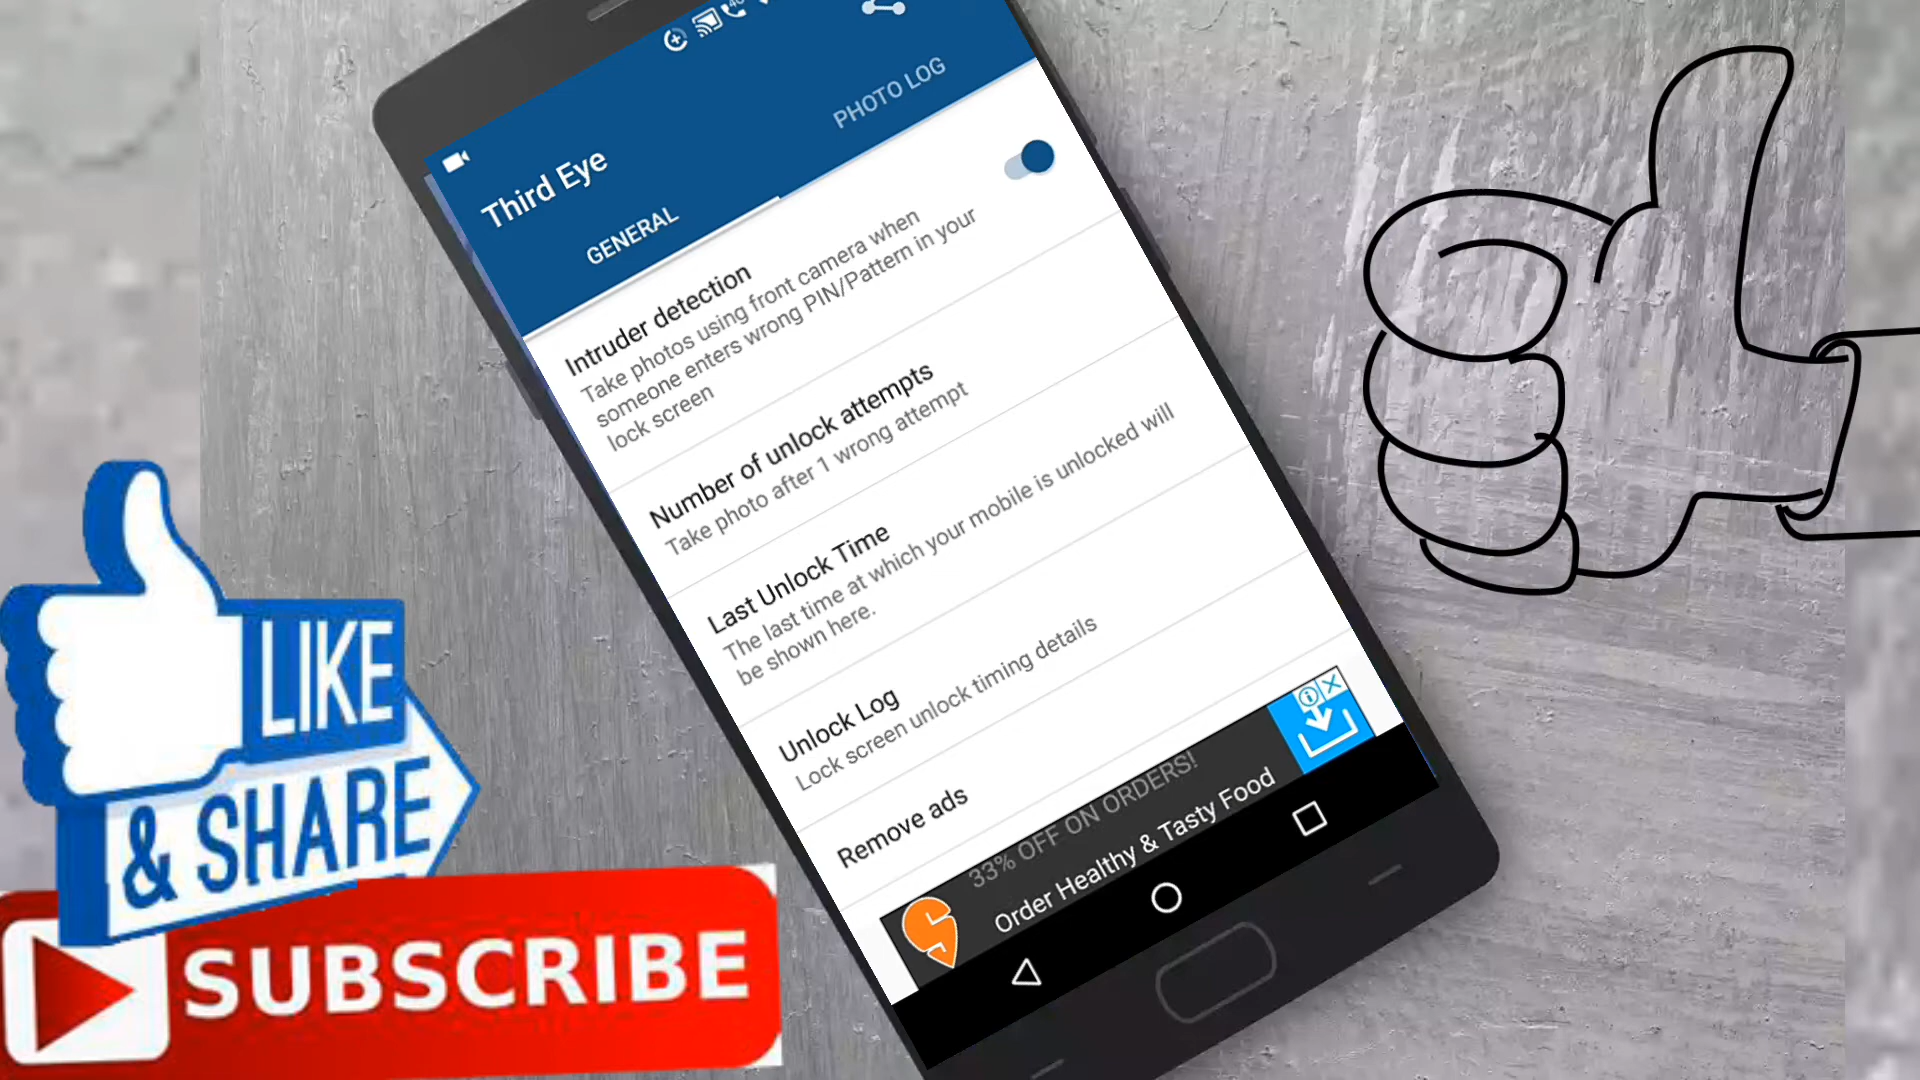 Third Eye
GENERAL
PHOTO LOG
Intruder detection
Take photos using front camera when
someone enters wrong PIN/Pattern in your
lock screen
Number of unlock attempts
Take photo after 1 wrong attempt
Last Unlock Time
The last time at which your mobile is unlocked will
be shown here.
Unlock Log
Lock screen unlock timing details
Remove ads
33% OFF ON ORDERS!
Order Healthy & Tasty Food
LIKE
& SHARE
SUBSCRIBE